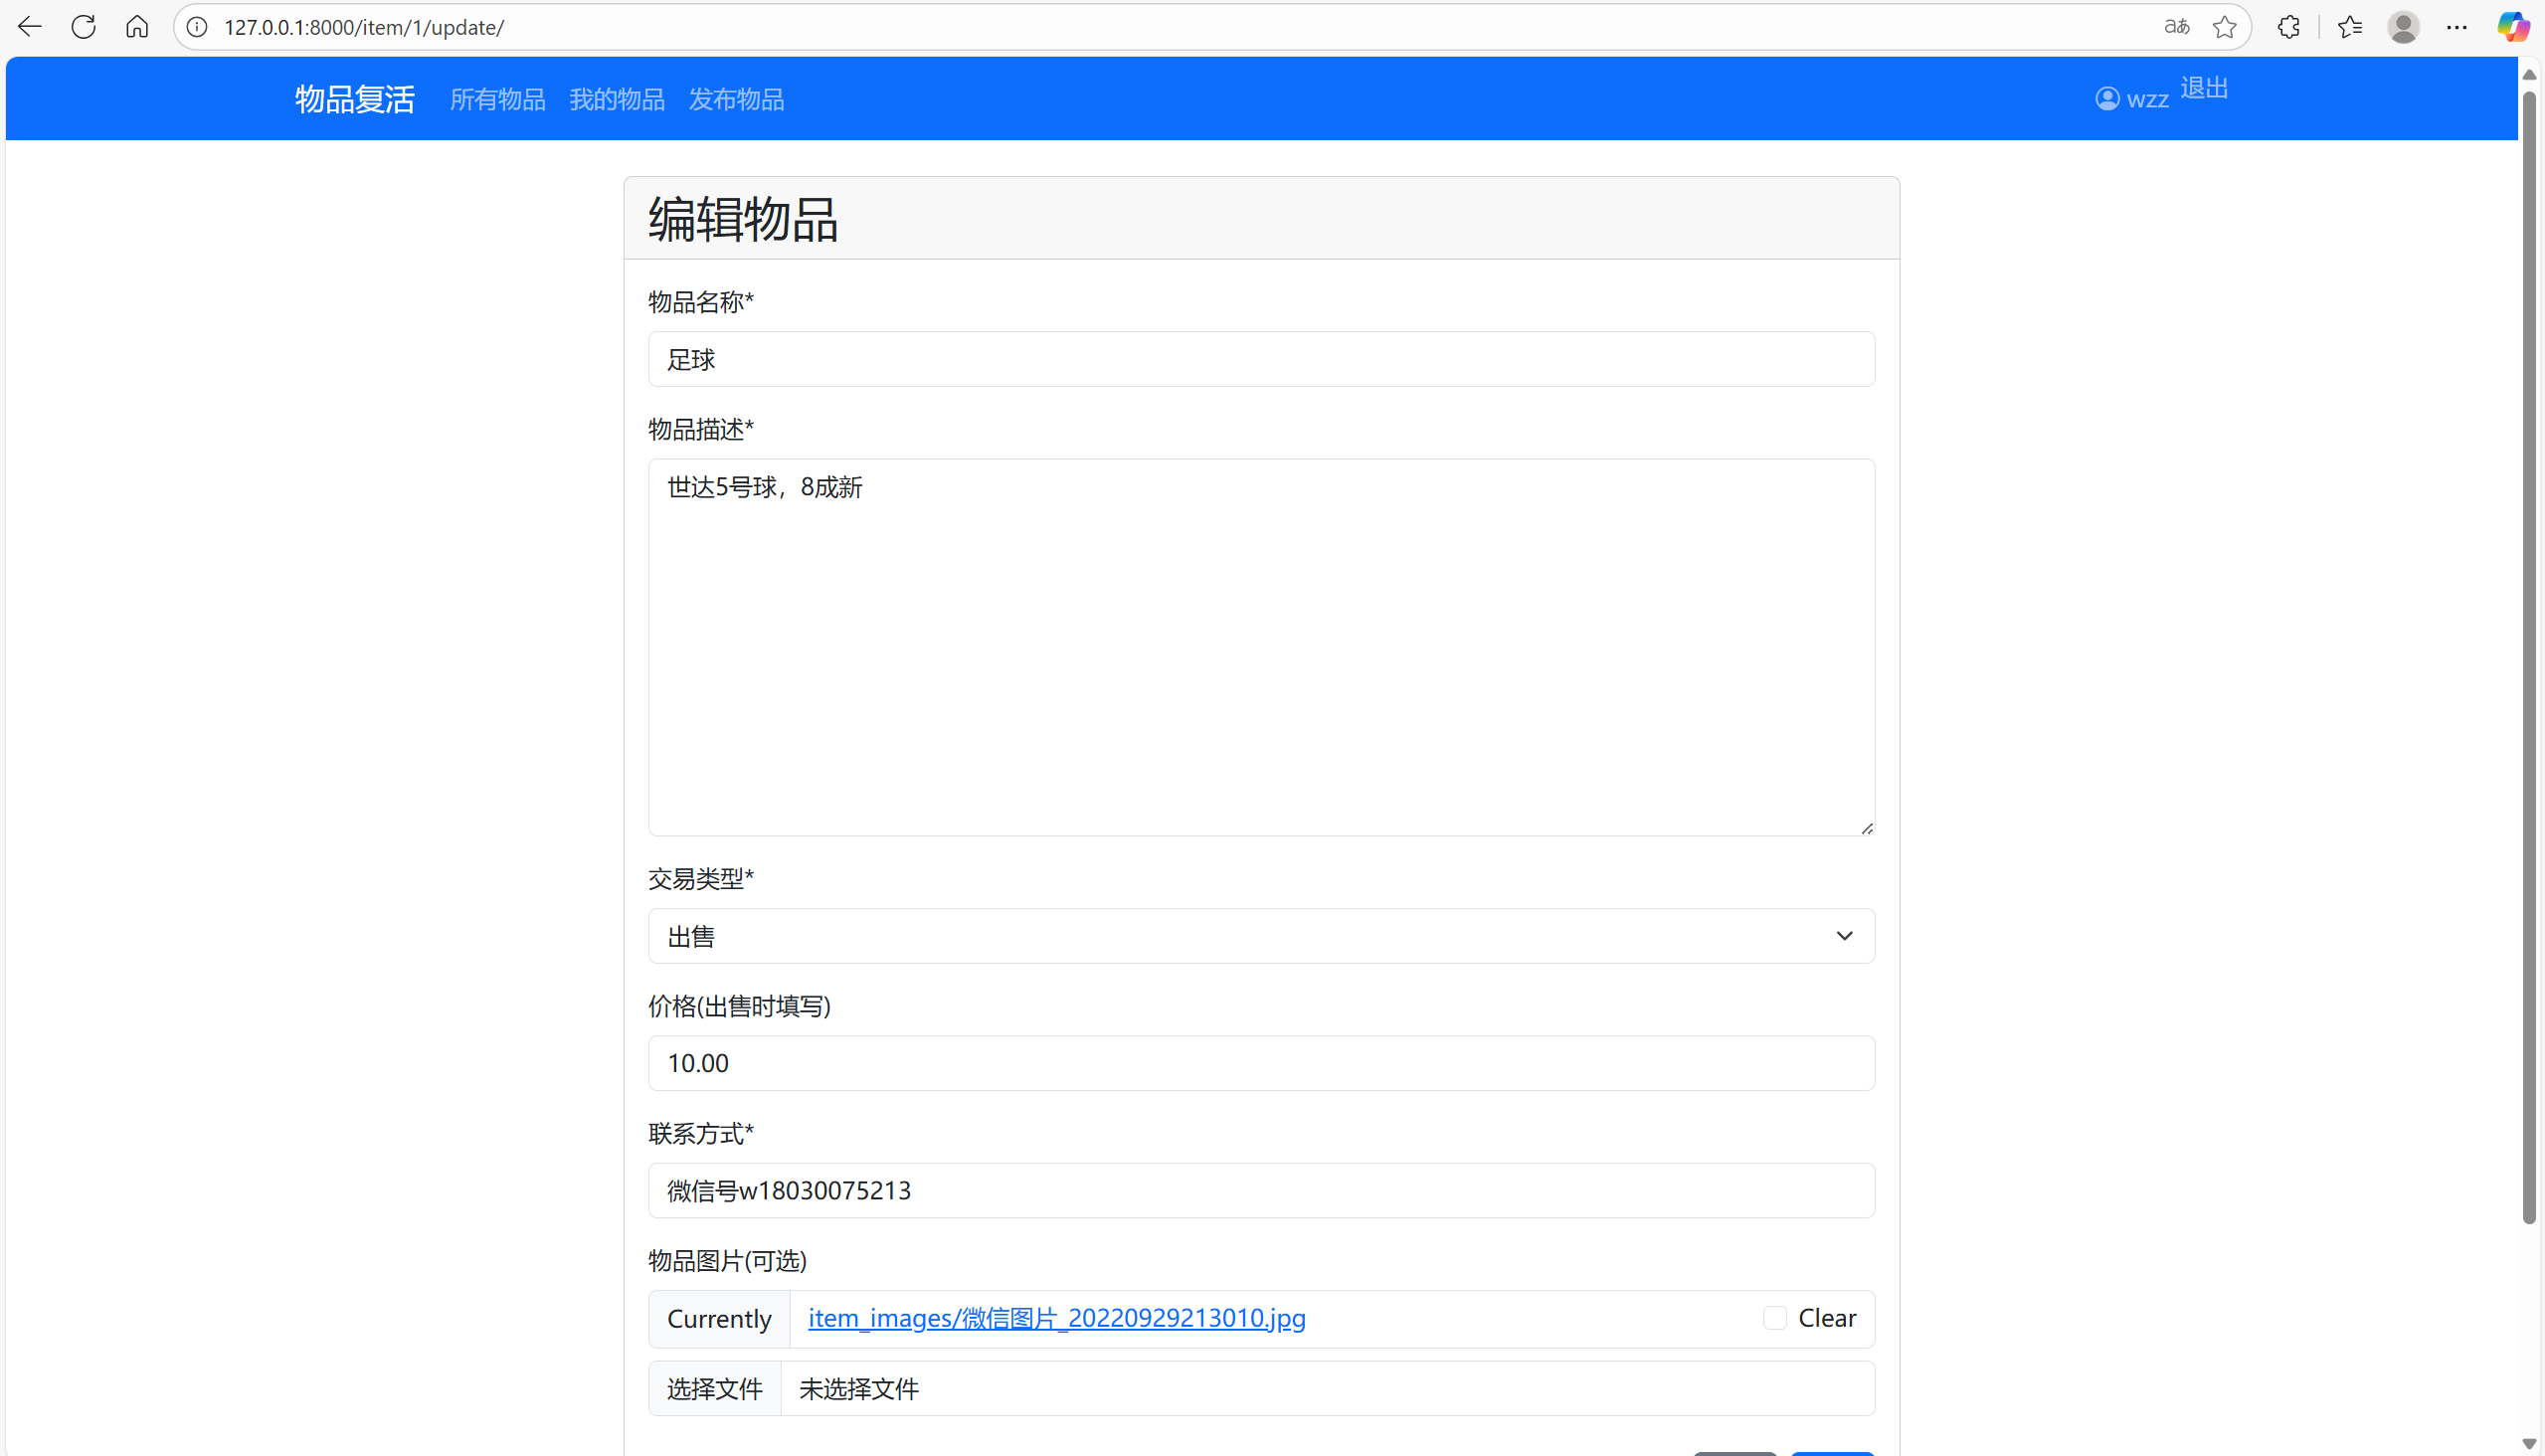 127.0.0.1:8000/item/1/update/
物品复活 所有物品 我的物品 发布物品 wzz 退出
编辑物品
物品名称*
足球
物品描述*
世达5号球，8成新
交易类型*
出售
价格(出售时填写)
10.00
联系方式*
微信号w18030075213
物品图片(可选)
Currently item_images/微信图片_20220929213010.jpg Clear
选择文件 未选择文件